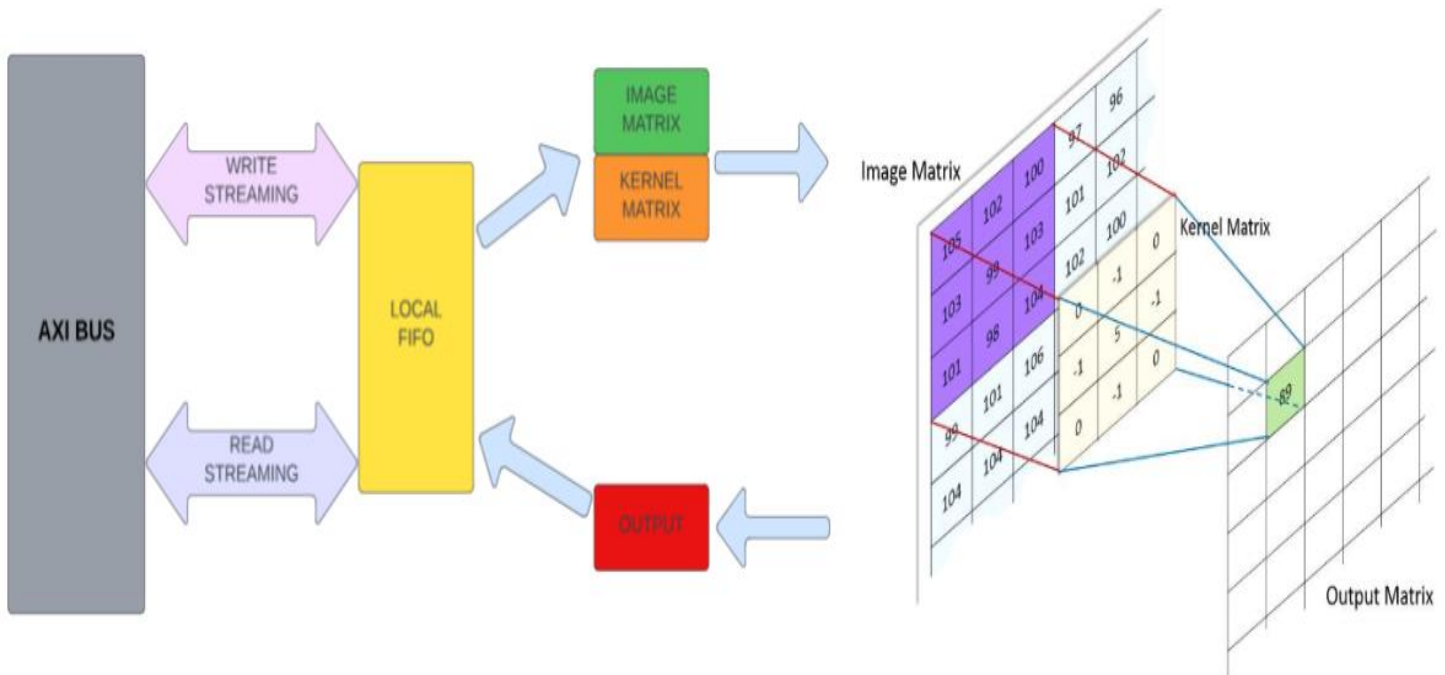 AXI BUS
WRITE
STREAMING
READ
STREAMING
LOCAL
FIFO
IMAGE
MATRIX
KERNEL
MATRIX
OUTPUT
Image Matrix
105 102 100 97 96
103 99 103 101 102
101 98 104 102 100
99 101 106
104 104 104
Kernel Matrix
0 -1 0
-1 5 -1
0 -1 0
89
Output Matrix